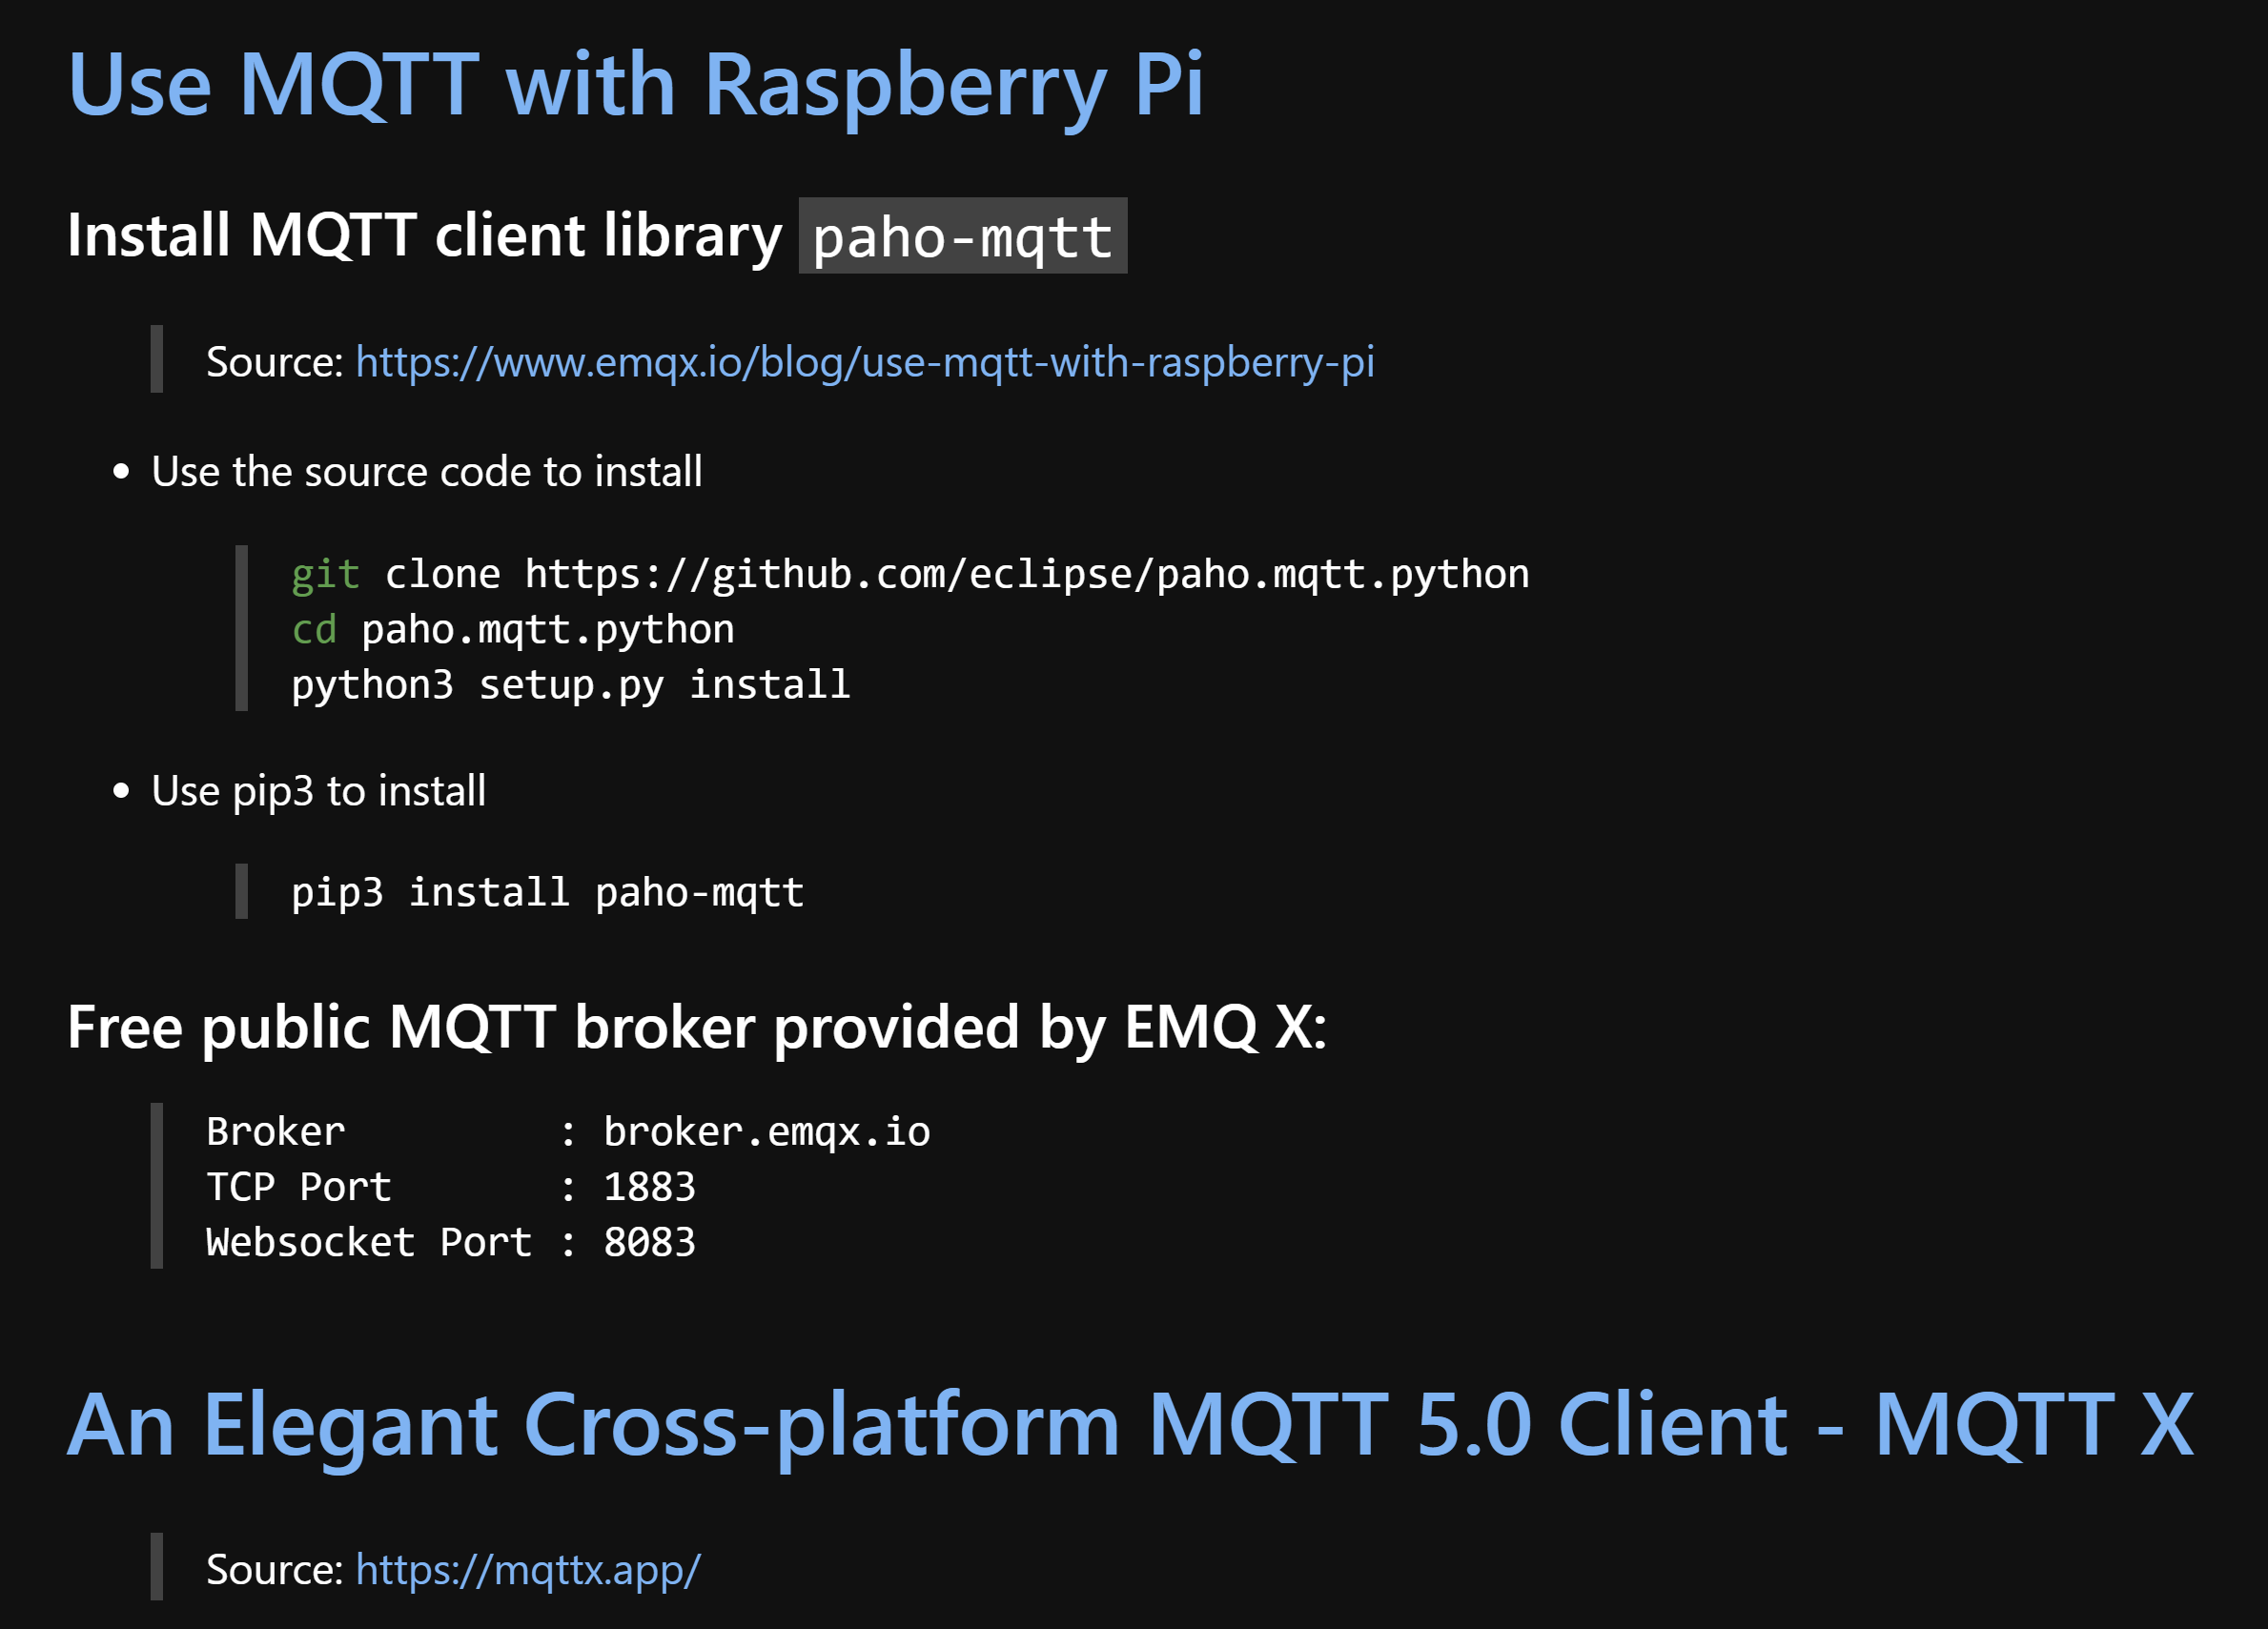 Use MQTT with Raspberry Pi
Install MQTT client library paho-mqtt
Source: https://www.emqx.io/blog/use-mqtt-with-raspberry-pi
• Use the source code to install
git clone https://github.com/eclipse/paho.mqtt.python
cd paho.mqtt.python
python3 setup.py install
• Use pip3 to install
pip3 install paho-mqtt
Free public MQTT broker provided by EMQ X:
Broker         : broker.emqx.io
TCP Port       : 1883
Websocket Port : 8083
An Elegant Cross-platform MQTT 5.0 Client - MQTT X
Source: https://mqttx.app/